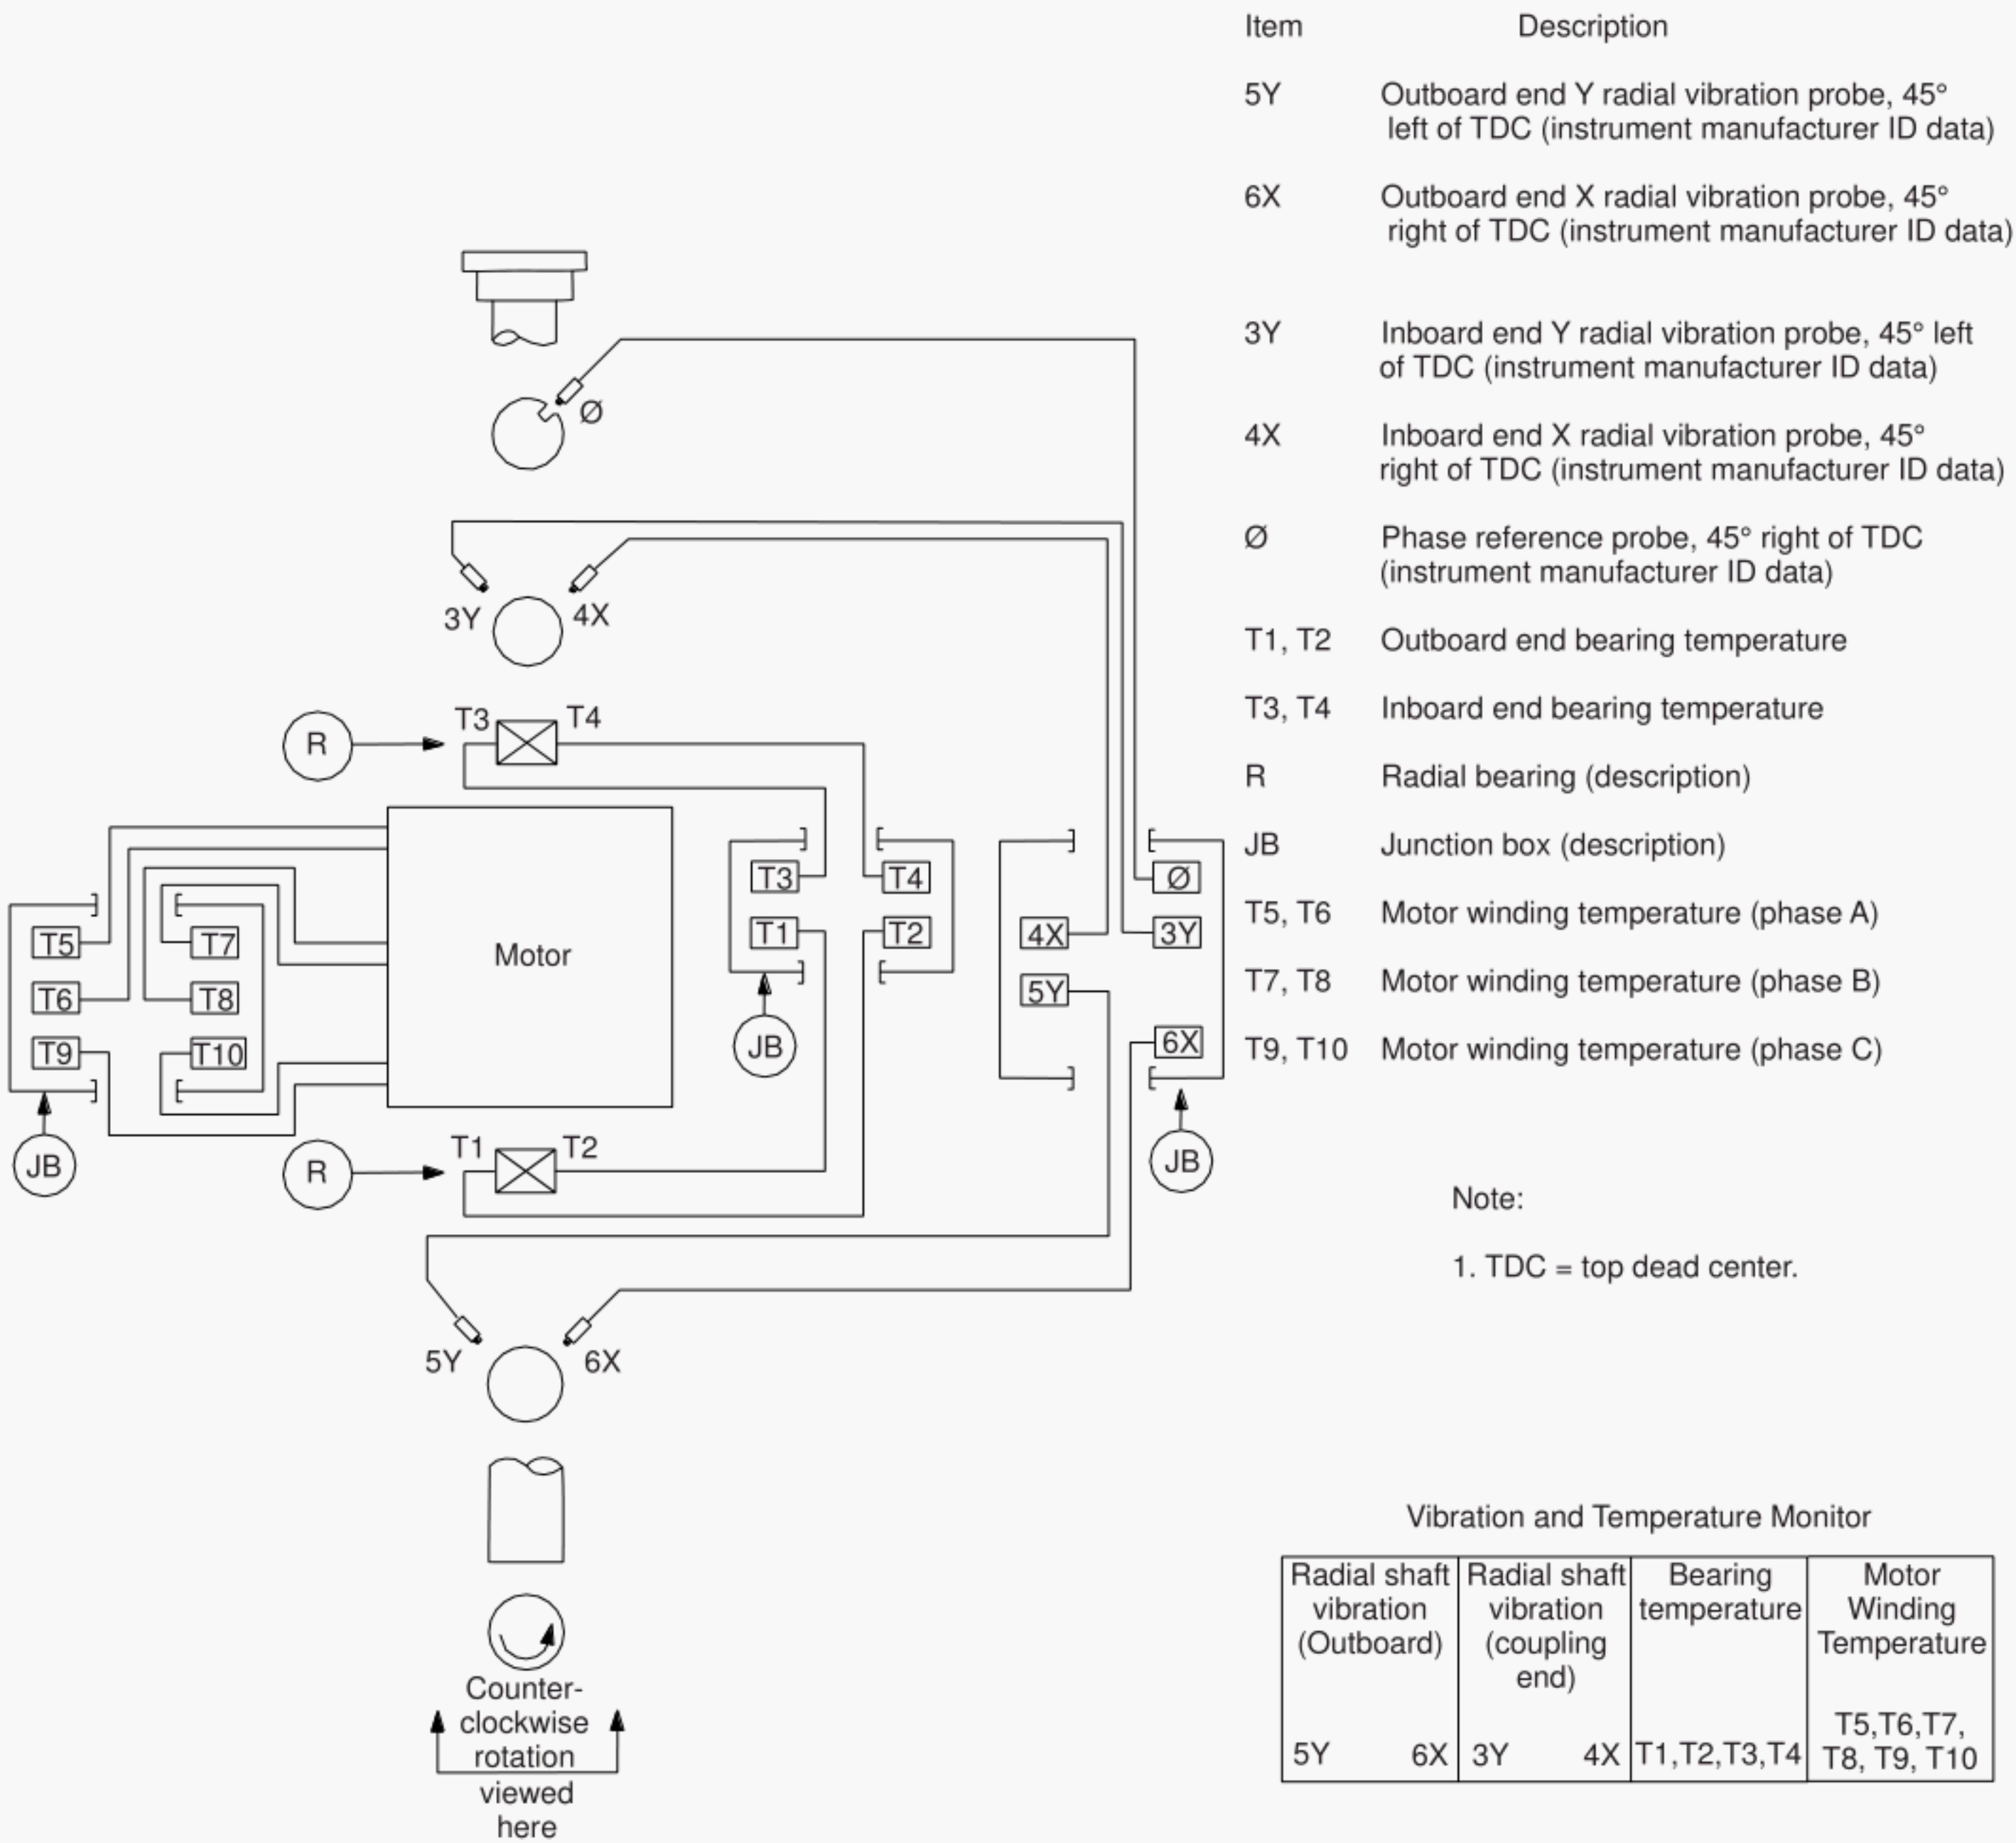 Item Description
5Y Outboard end Y radial vibration probe, 45°
left of TDC (instrument manufacturer ID data)
6X Outboard end X radial vibration probe, 45°
right of TDC (instrument manufacturer ID data)
3Y Inboard end Y radial vibration probe, 45° left
of TDC (instrument manufacturer ID data)
4X Inboard end X radial vibration probe, 45°
right of TDC (instrument manufacturer ID data)
Ø Phase reference probe, 45° right of TDC
(instrument manufacturer ID data)
T1, T2 Outboard end bearing temperature
T3, T4 Inboard end bearing temperature
R Radial bearing (description)
JB Junction box (description)
T5, T6 Motor winding temperature (phase A)
T7, T8 Motor winding temperature (phase B)
T9, T10 Motor winding temperature (phase C)
Note:
1. TDC = top dead center.
Ø
3Y 4X
R
T3 T4
T5
T6
T9
T7
T8
T10
JB
Motor
T3
T1
T4
T2
JB
4X
5Y
Ø
3Y
6X
JB
R
T1 T2
5Y 6X
Counter-
clockwise
rotation
viewed
here
Vibration and Temperature Monitor
Radial shaft
vibration
(Outboard)
5Y 6X
Radial shaft
vibration
(coupling
end)
3Y 4X
Bearing
temperature
T1,T2,T3,T4
Motor
Winding
Temperature
T5,T6,T7,
T8, T9, T10